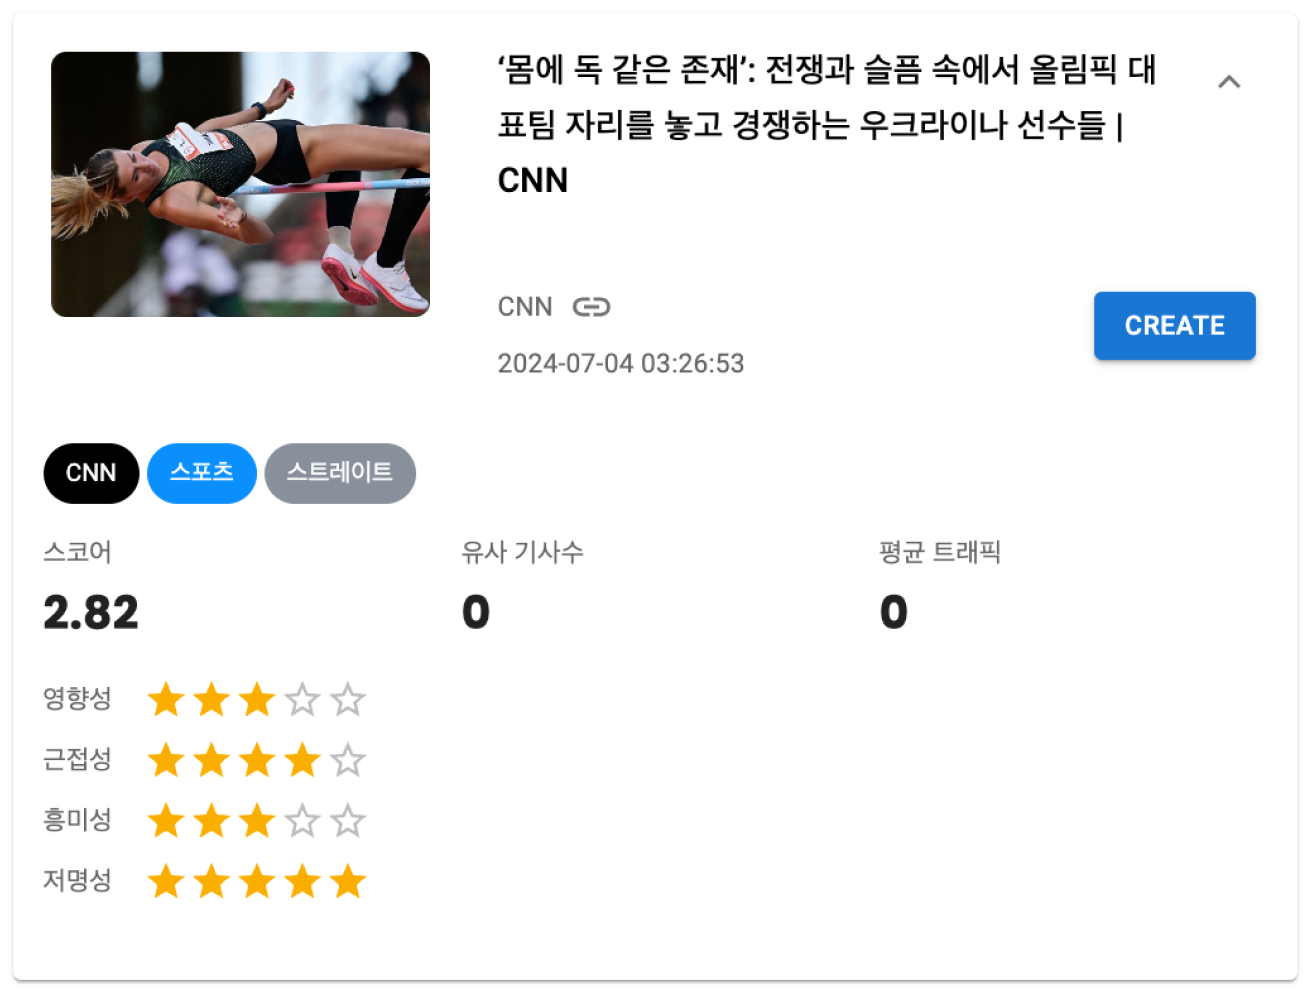 ‘몸에 독 같은 존재’: 전쟁과 슬픔 속에서 올림픽 대
표팀 자리를 놓고 경쟁하는 우크라이나 선수들 |
CNN
CNN
2024-07-04 03:26:53
CREATE
CNN
스포츠
스트레이트
스코어
유사 기사수
평균 트래픽
2.82
0
0
영향성
근접성
흥미성
저명성